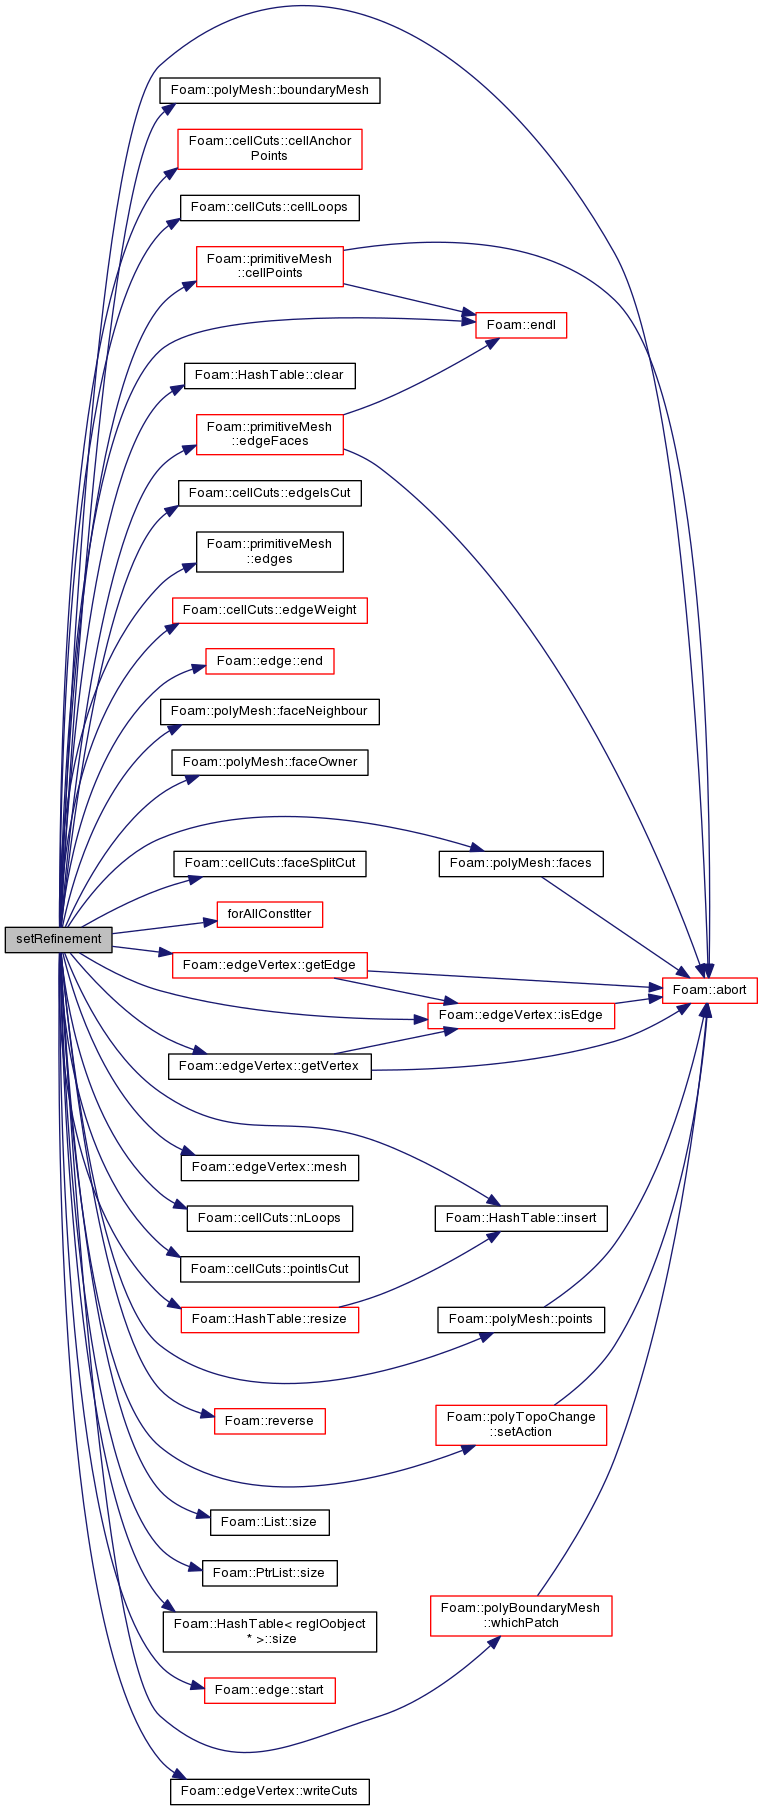 Foam::polyMesh::boundaryMesh
Foam::cellCuts::cellAnchor
Points
Foam::cellCuts::cellLoops
Foam::primitiveMesh
::cellPoints
Foam::endl
Foam::HashTable::clear
Foam::primitiveMesh
::edgeFaces
Foam::cellCuts::edgeIsCut
Foam::primitiveMesh
::edges
Foam::cellCuts::edgeWeight
Foam::edge::end
Foam::polyMesh::faceNeighbour
Foam::polyMesh::faceOwner
Foam::cellCuts::faceSplitCut
Foam::polyMesh::faces
forAllConstIter
setRefinement
Foam::edgeVertex::getEdge
Foam::abort
Foam::edgeVertex::isEdge
Foam::edgeVertex::getVertex
Foam::edgeVertex::mesh
Foam::cellCuts::nLoops
Foam::HashTable::insert
Foam::cellCuts::pointIsCut
Foam::HashTable::resize
Foam::polyMesh::points
Foam::reverse
Foam::polyTopoChange
::setAction
Foam::List::size
Foam::PtrList::size
Foam::polyBoundaryMesh
::whichPatch
Foam::HashTable< regIOobject
* >::size
Foam::edge::start
Foam::edgeVertex::writeCuts